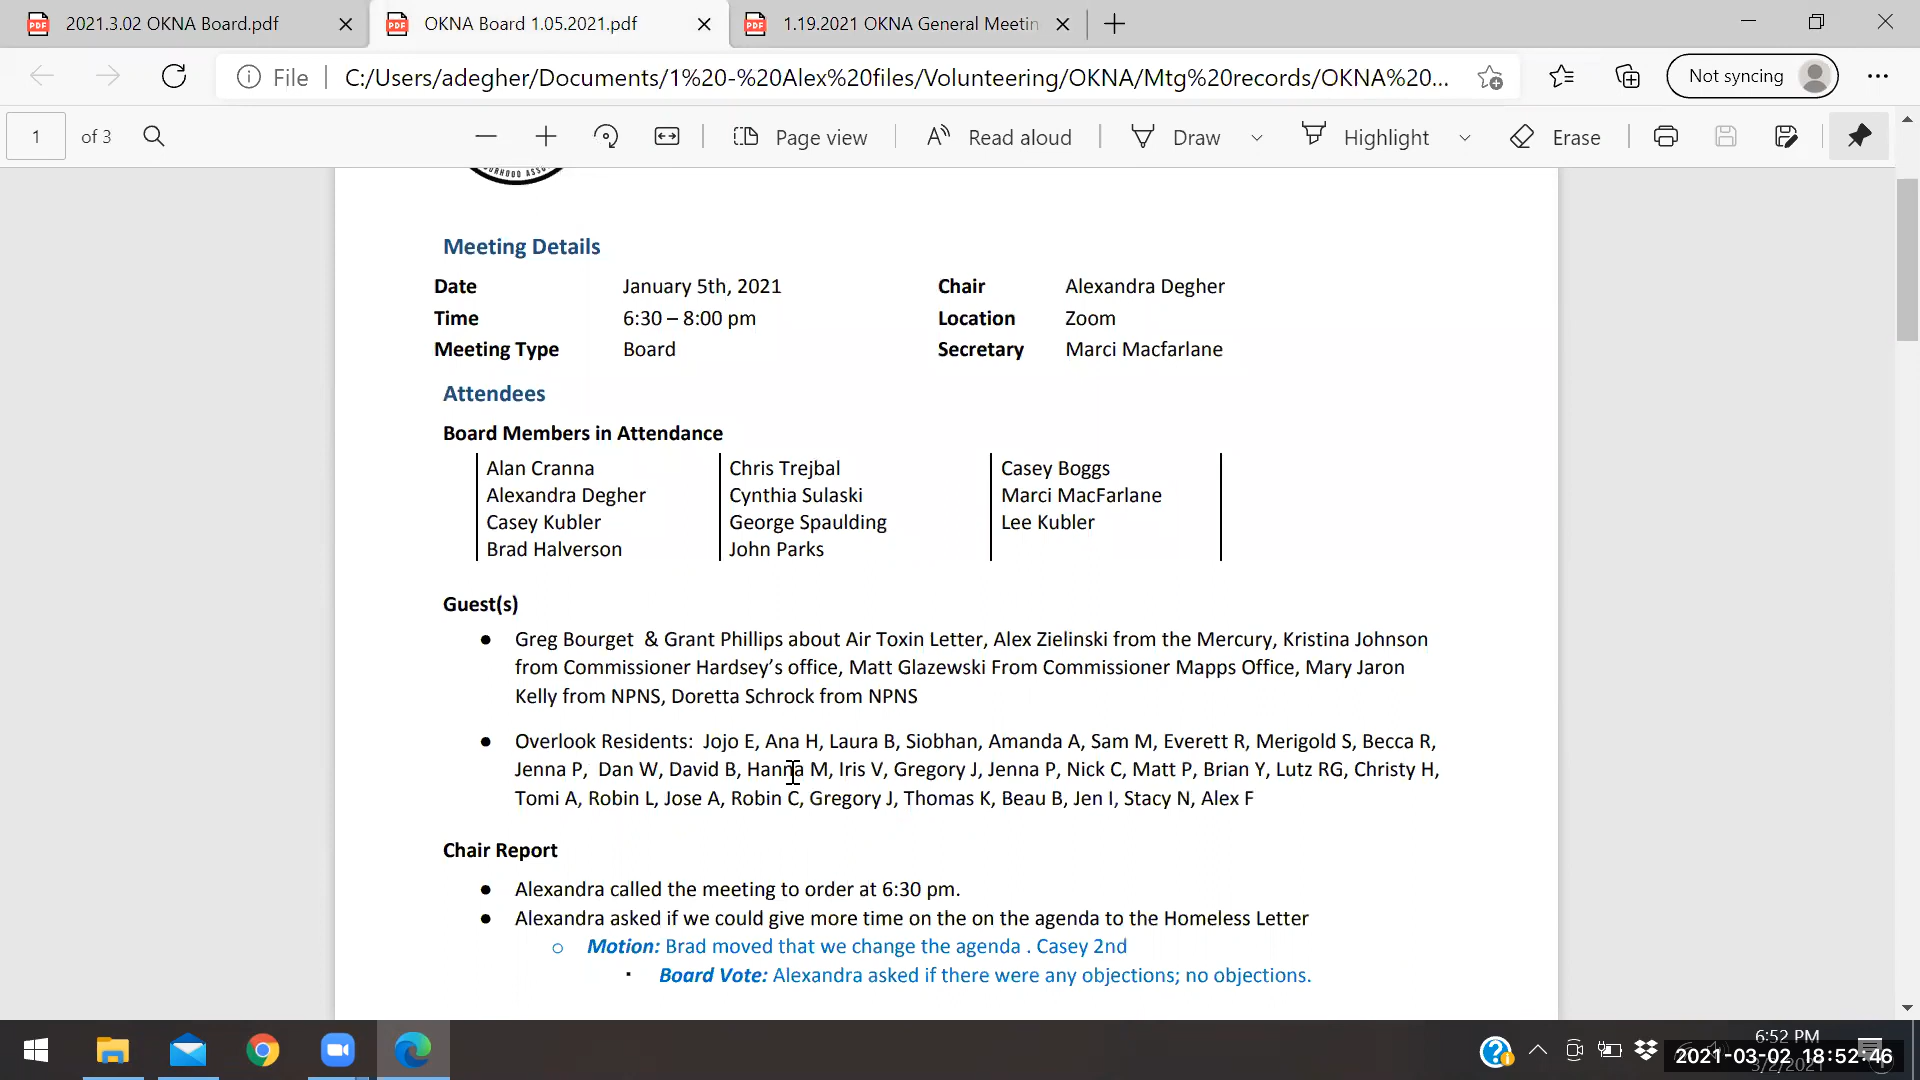 2021.3.02 OKNA Board.pdf
OKNA Board 1.05.2021.pdf
1.19.2021 OKNA General Meetin
File
C:/Users/adegher/Documents/1%20-%20Alex%20files/Volunteering/OKNA/Mtg%20records/OKNA%20...
Not syncing
1 of 3
Page view
Read aloud
Draw
Highlight
Erase
Meeting Details
Date January 5th, 2021 Chair Alexandra Degher
Time 6:30 – 8:00 pm Location Zoom
Meeting Type Board Secretary Marci Macfarlane
Attendees
Board Members in Attendance
Alan Cranna Chris Trejbal Casey Boggs
Alexandra Degher Cynthia Sulaski Marci MacFarlane
Casey Kubler George Spaulding Lee Kubler
Brad Halverson John Parks
Guest(s)
● Greg Bourget & Grant Phillips about Air Toxin Letter, Alex Zielinski from the Mercury, Kristina Johnson
from Commissioner Hardsey’s office, Matt Glazewski From Commissioner Mapps Office, Mary Jaron
Kelly from NPNS, Doretta Schrock from NPNS
● Overlook Residents: Jojo E, Ana H, Laura B, Siobhan, Amanda A, Sam M, Everett R, Merigold S, Becca R,
Jenna P, Dan W, David B, Hanna M, Iris V, Gregory J, Jenna P, Nick C, Matt P, Brian Y, Lutz RG, Christy H,
Tomi A, Robin L, Jose A, Robin C, Gregory J, Thomas K, Beau B, Jen I, Stacy N, Alex F
Chair Report
● Alexandra called the meeting to order at 6:30 pm.
● Alexandra asked if we could give more time on the on the agenda to the Homeless Letter
○ Motion: Brad moved that we change the agenda . Casey 2nd
▪ Board Vote: Alexandra asked if there were any objections; no objections.
6:52 PM
3/2/2021
2021-03-02 18:52:46